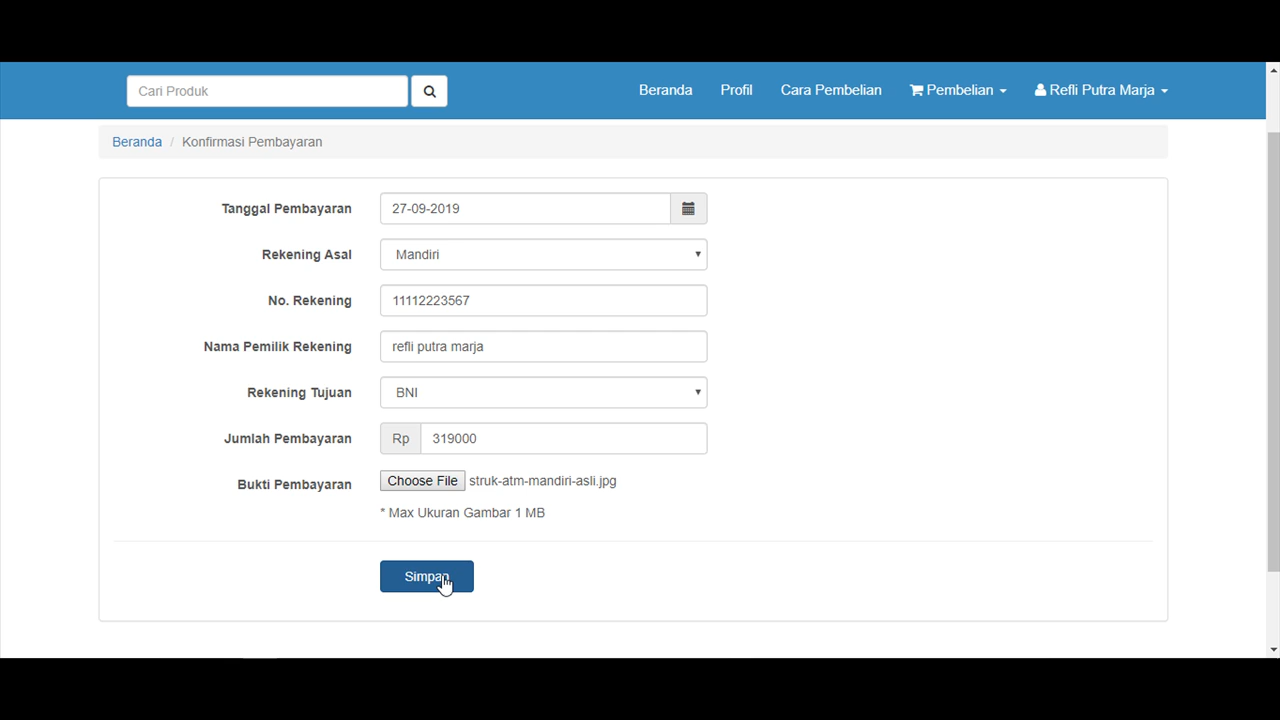 Cari Produk
Beranda
Profil
Cara Pembelian
Pembelian
Refli Putra Marja
Beranda / Konfirmasi Pembayaran
Tanggal Pembayaran
27-09-2019
Rekening Asal
Mandiri
No. Rekening
11112223567
Nama Pemilik Rekening
refli putra marja
Rekening Tujuan
BNI
Jumlah Pembayaran
Rp 319000
Bukti Pembayaran
Choose File struk-atm-mandiri-asli.jpg
* Max Ukuran Gambar 1 MB
Simpan